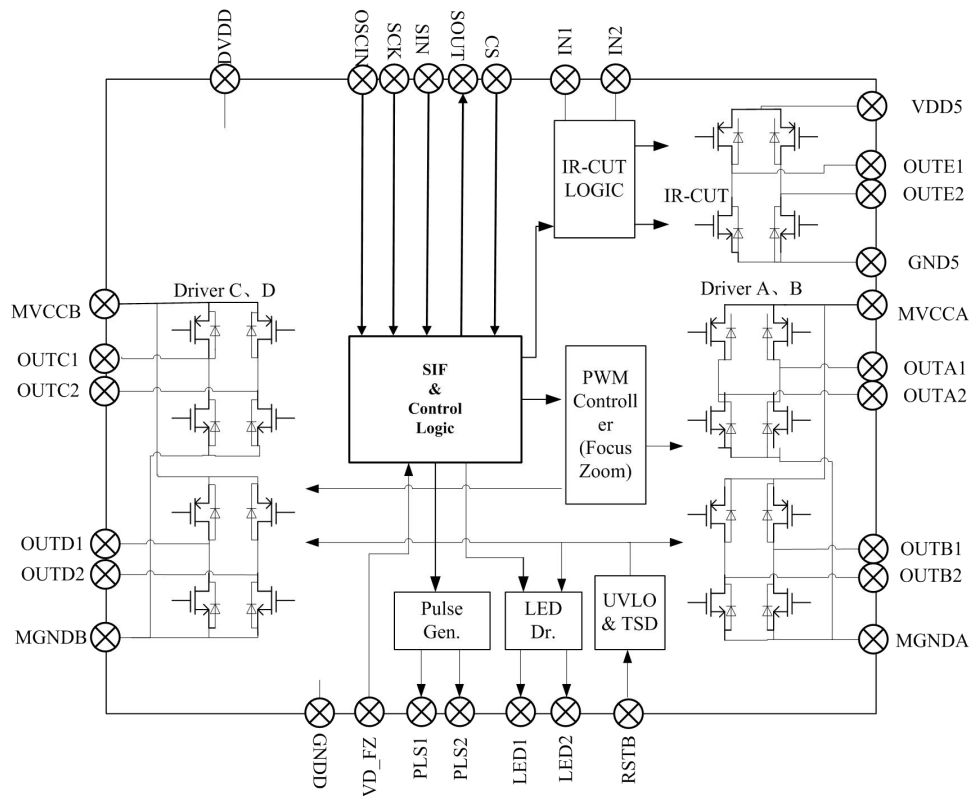 DVDD
OSCIN
SCK
SIN
SOUT
CS
IN1
IN2
VDD5
OUTE1
OUTE2
GND5
IR-CUT
LOGIC
IR-CUT
MVCCB
OUTC1
OUTC2
OUTD1
OUTD2
MGNDB
Driver C、D
SIF
&
Control
Logic
PWM
Controll
er
(Focus
Zoom)
Driver A、B
MVCCA
OUTA1
OUTA2
OUTB1
OUTB2
MGNDA
Pulse
Gen.
LED
Dr.
UVLO
& TSD
GNDD
VD_FZ
PLS1
PLS2
LED1
LED2
RSTB